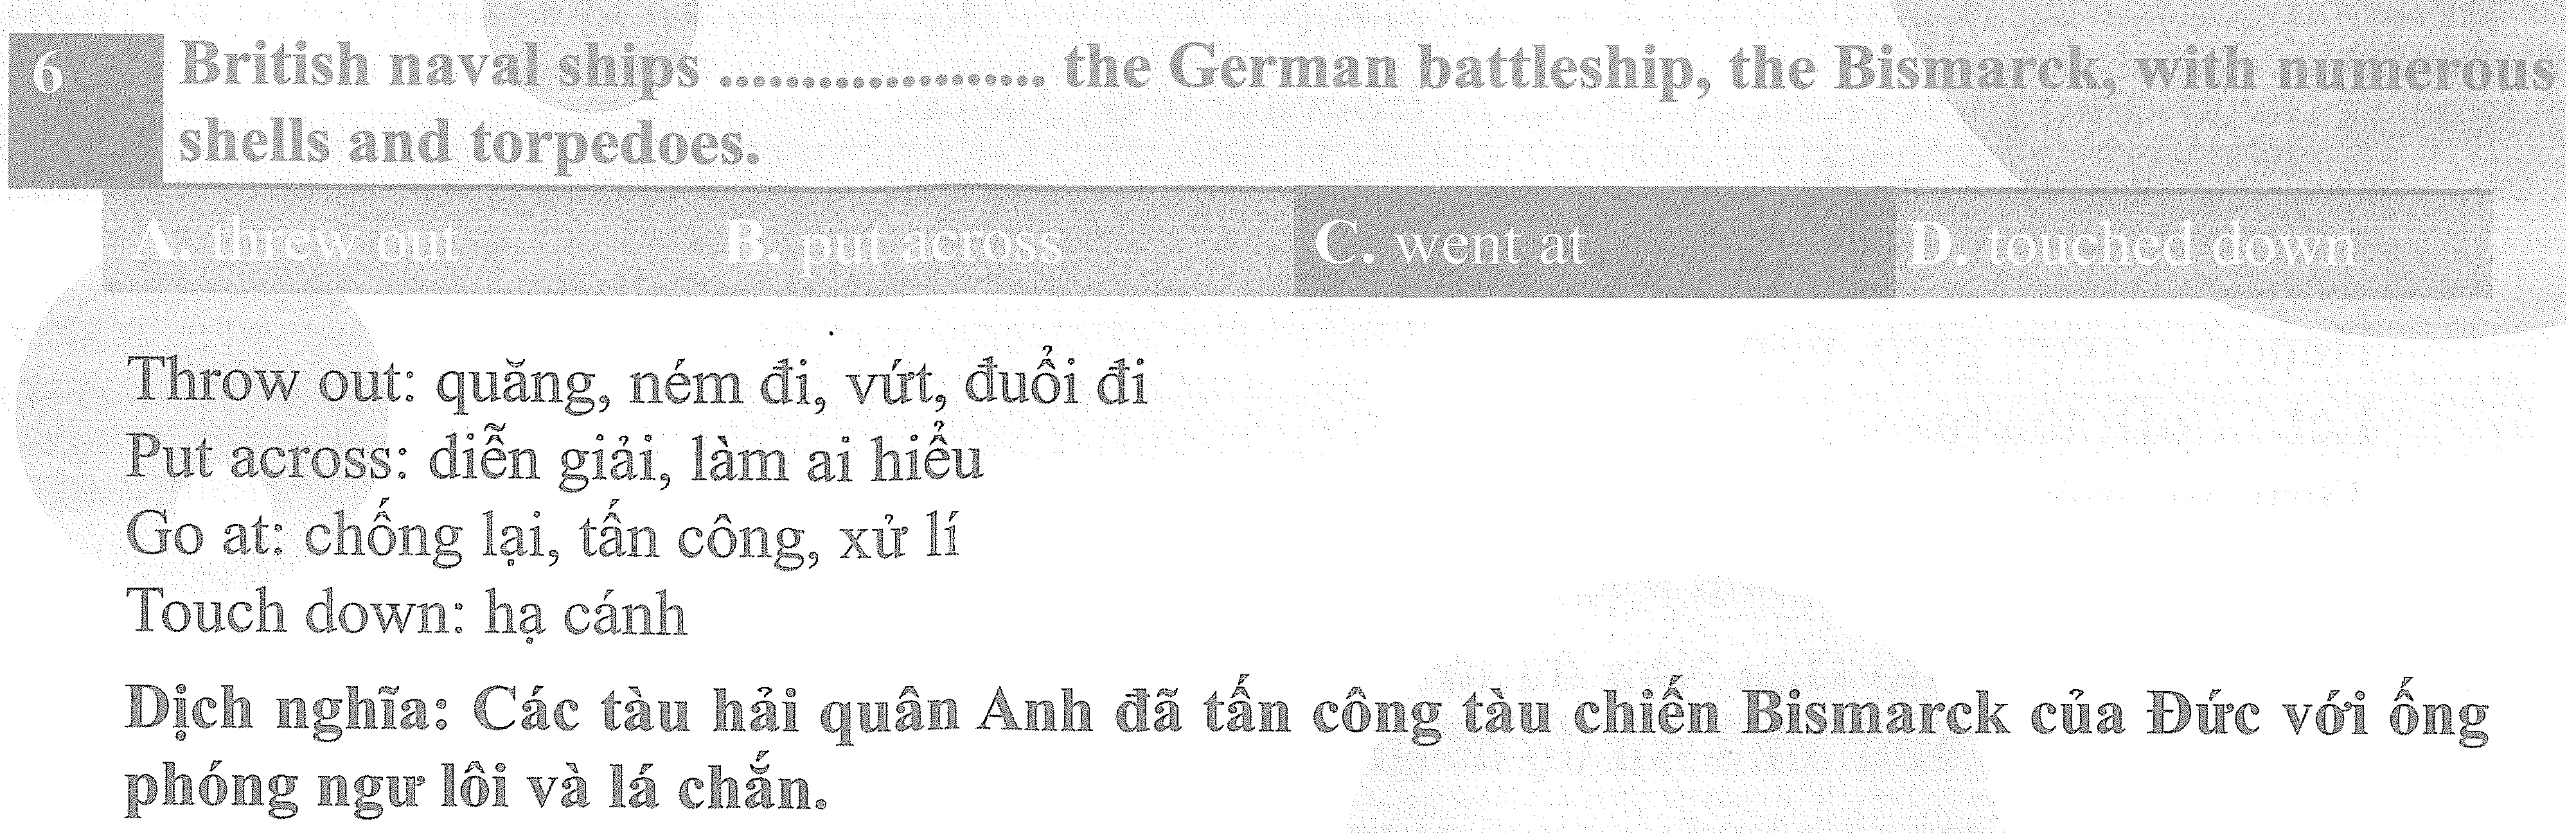 6 British naval ships .................... the German battleship, the Bismarck, with numerous
shells and torpedoes.
A. threw out B. put across C. went at D. touched down
Throw out: quăng, ném đi, vứt, đuổi đi
Put across: diễn giải, làm ai hiểu
Go at: chống lại, tấn công, xử lí
Touch down: hạ cánh
Dịch nghĩa: Các tàu hải quân Anh đã tấn công tàu chiến Bismarck của Đức với ống
phóng ngư lôi và lá chắn.